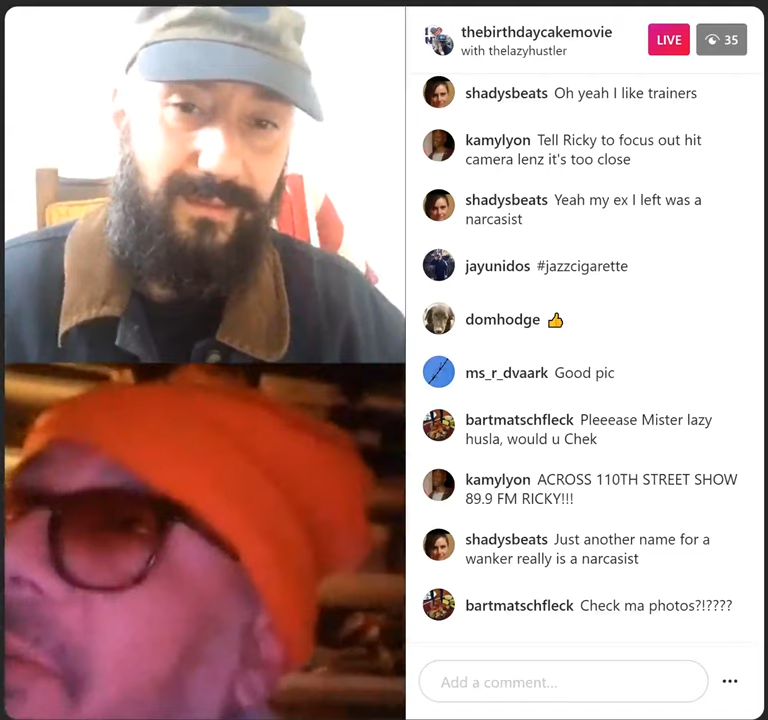 thebirthdaycakemovie
with thelazyhustler
LIVE
35
shadysbeats Oh yeah I like trainers
kamylyon Tell Ricky to focus out hit
camera lenz it's too close
shadysbeats Yeah my ex I left was a
narcasist
jayunidos #jazzcigarette
domhodge 👍
ms_r_dvaark Good pic
bartmatschfleck Pleeease Mister lazy
husla, would u Chek
kamylyon ACROSS 110TH STREET SHOW
89.9 FM RICKY!!!
shadysbeats Just another name for a
wanker really is a narcasist
bartmatschfleck Check ma photos?!????
Add a comment...